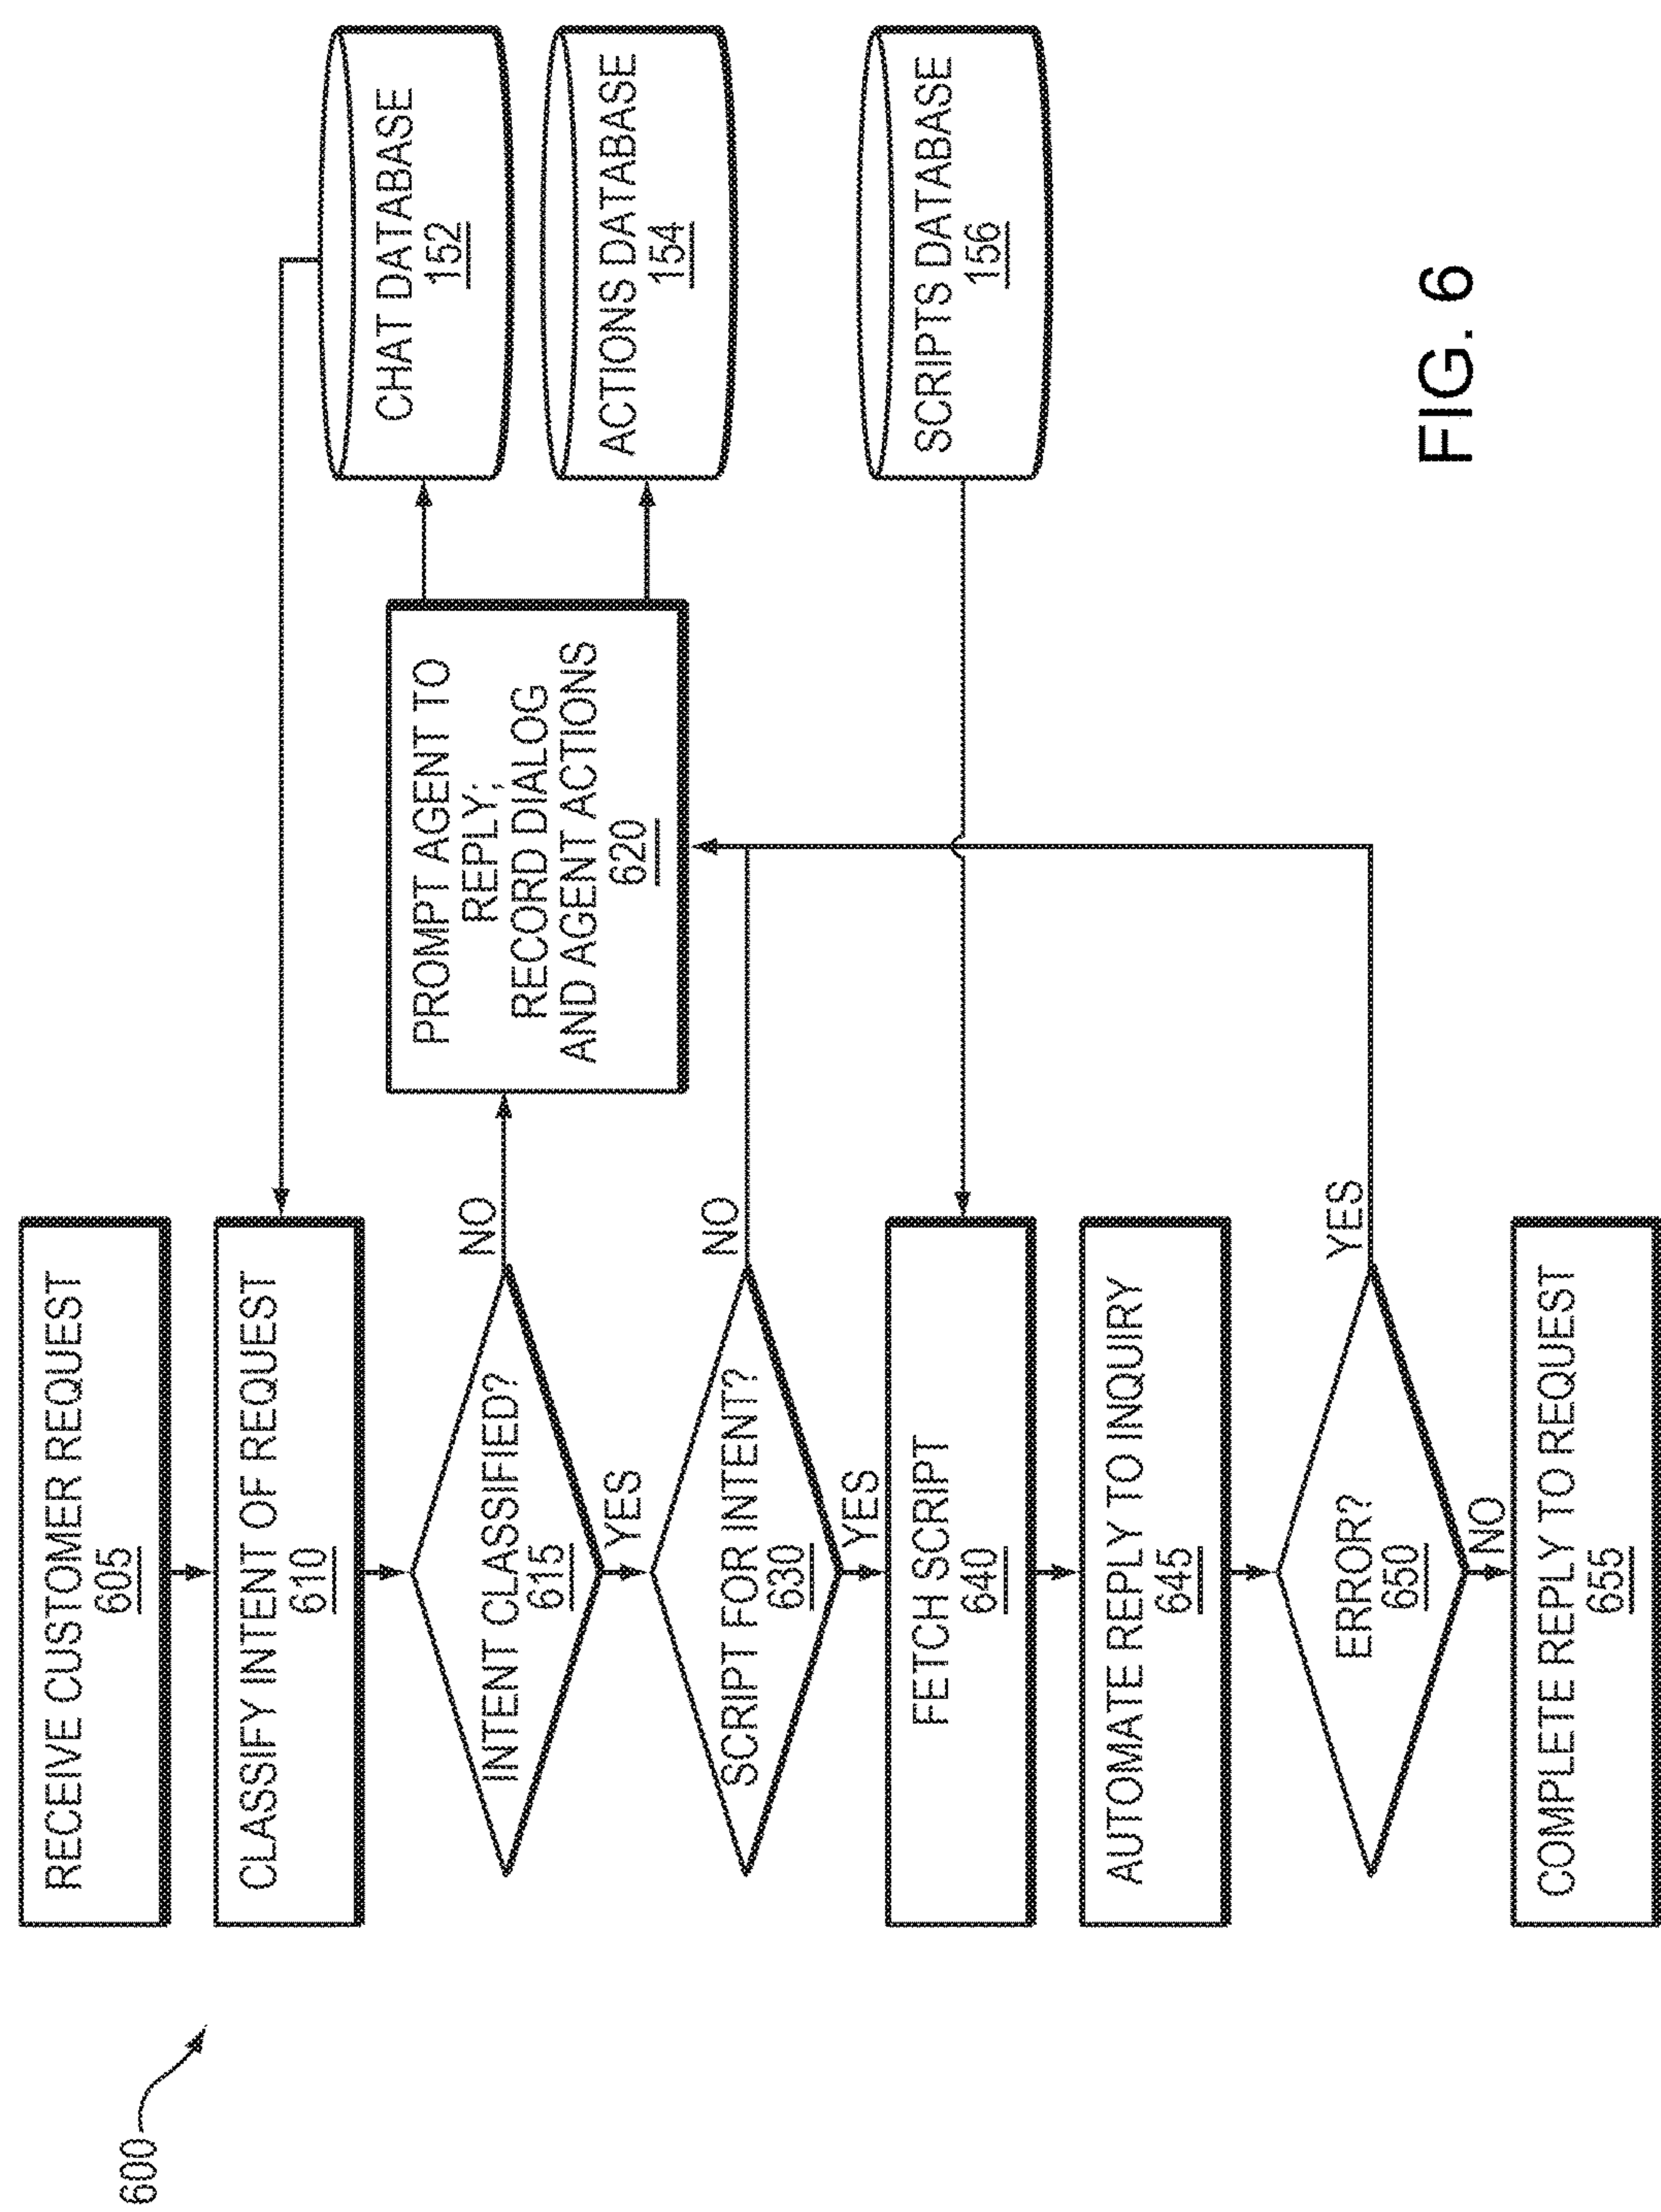 600
RECEIVE CUSTOMER REQUEST
605
CLASSIFY INTENT OF REQUEST
610
INTENT CLASSIFIED?
615
NO
YES
PROMPT AGENT TO
REPLY;
RECORD DIALOG
AND AGENT ACTIONS
620
CHAT DATABASE
152
ACTIONS DATABASE
154
SCRIPT FOR INTENT?
630
NO
YES
SCRIPTS DATABASE
156
FETCH SCRIPT
640
AUTOMATE REPLY TO INQUIRY
645
ERROR?
650
YES
NO
COMPLETE REPLY TO REQUEST
655
FIG. 6